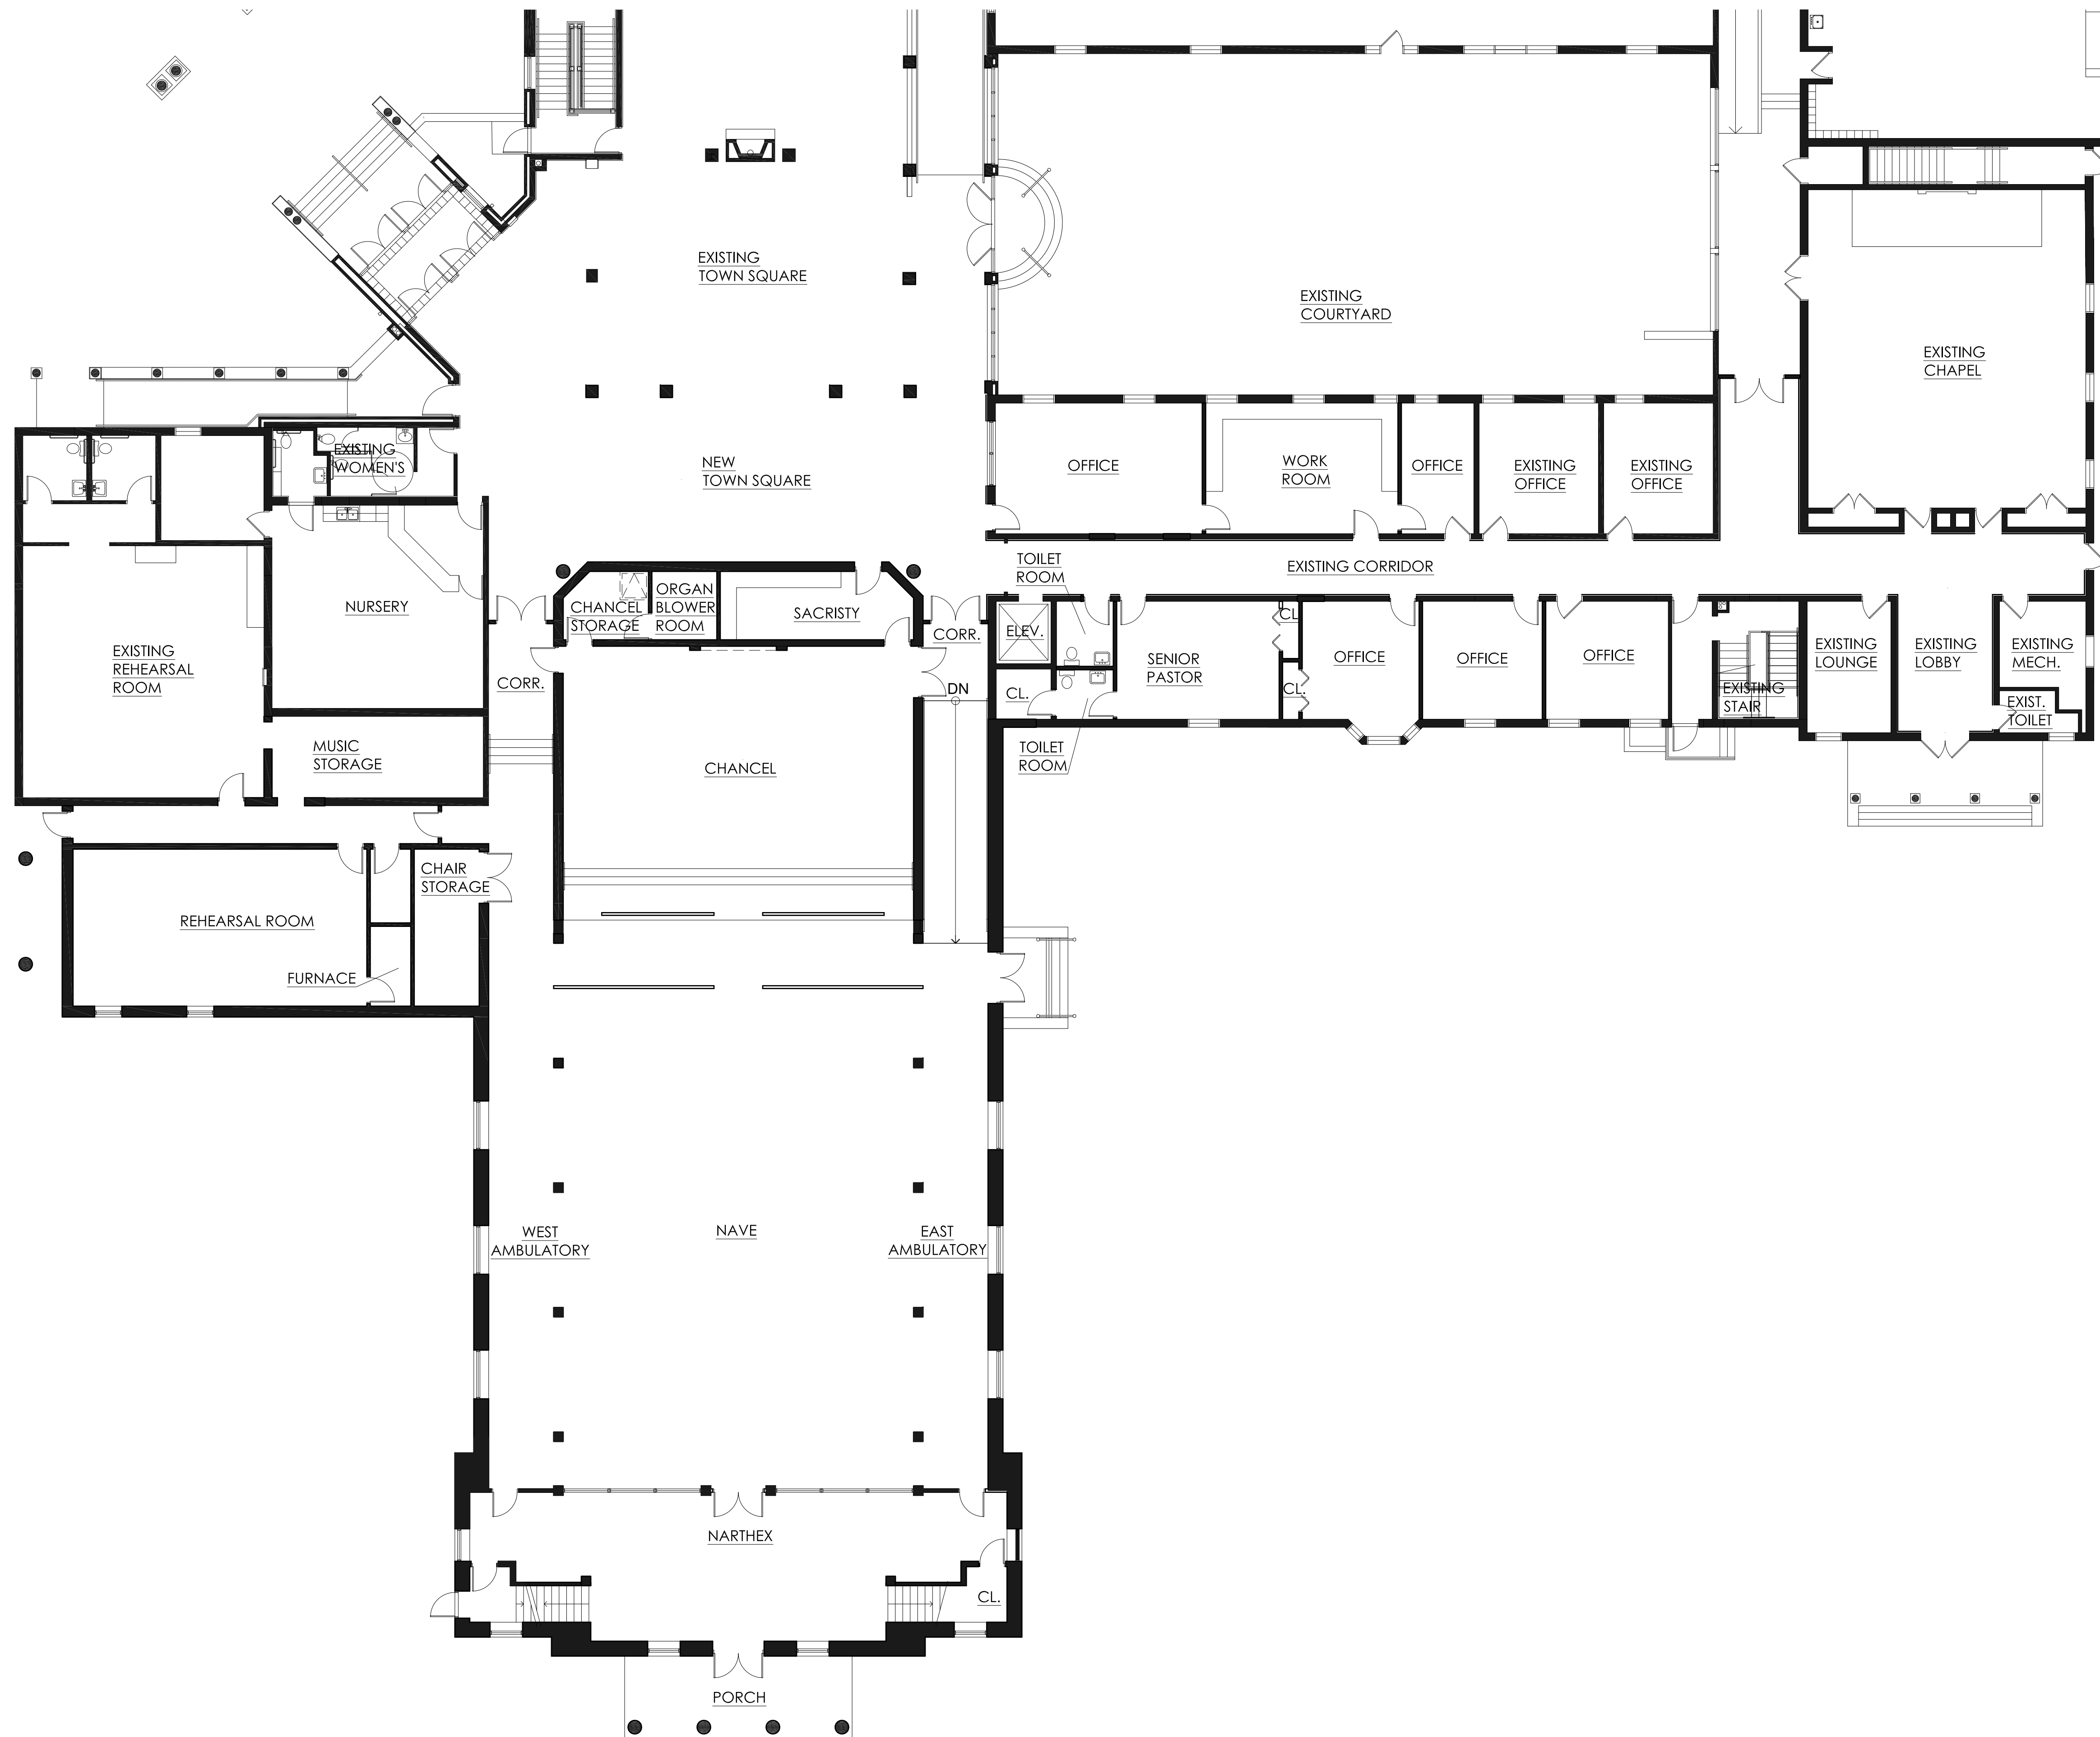 EXISTING
TOWN SQUARE
EXISTING
COURTYARD
EXISTING
CHAPEL
EXISTING
WOMEN'S
NEW
TOWN SQUARE
OFFICE
WORK
ROOM
OFFICE
EXISTING
OFFICE
EXISTING
OFFICE
TOILET
ROOM
EXISTING CORRIDOR
NURSERY
CHANCEL
STORAGE
ORGAN
BLOWER
ROOM
SACRISTY
CORR.
ELEV.
CL.
EXISTING
REHEARSAL
ROOM
CORR.
DN
CL.
SENIOR
PASTOR
CL.
OFFICE
OFFICE
OFFICE
EXISTING
STAIR
EXISTING
LOUNGE
EXISTING
LOBBY
EXISTING
MECH.
EXIST.
TOILET
MUSIC
STORAGE
CHANCEL
TOILET
ROOM
CHAIR
STORAGE
REHEARSAL ROOM
FURNACE
WEST
AMBULATORY
NAVE
EAST
AMBULATORY
NARTHEX
CL.
PORCH